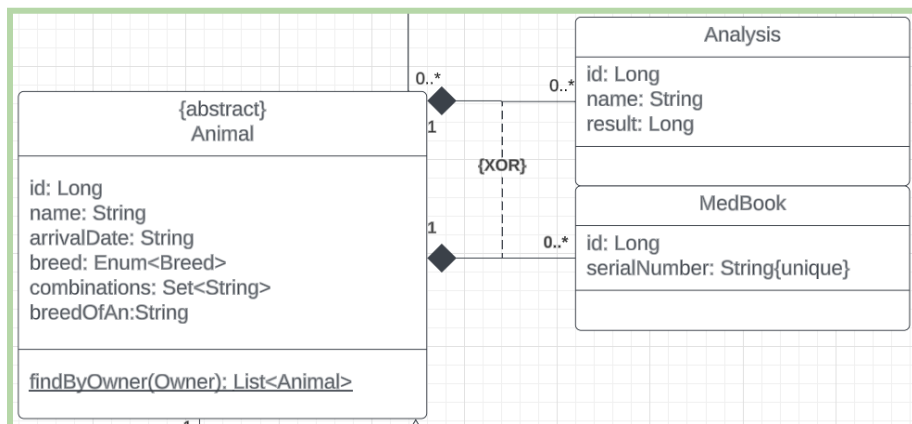 {abstract}
Animal
id: Long
name: String
arrivalDate: String
breed: Enum<Breed>
combinations: Set<String>
breedOfAn:String
findByOwner(Owner): List<Animal>
0..*
1
1
0..*
{XOR}
0..*
Analysis
id: Long
name: String
result: Long
MedBook
id: Long
serialNumber: String{unique}